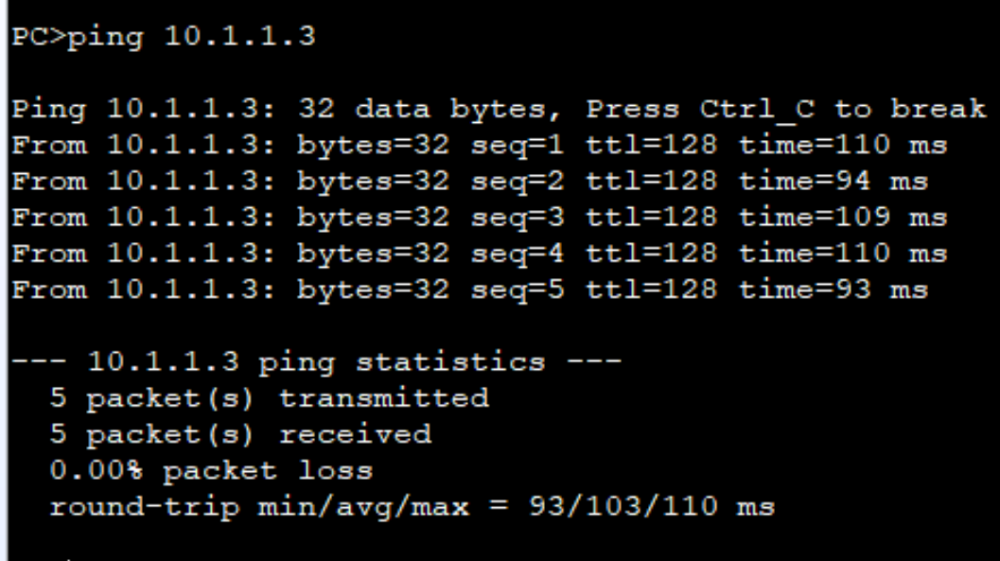 PC>ping 10.1.1.3
Ping 10.1.1.3: 32 data bytes, Press Ctrl_C to break
From 10.1.1.3: bytes=32 seq=1 ttl=128 time=110 ms
From 10.1.1.3: bytes=32 seq=2 ttl=128 time=94 ms
From 10.1.1.3: bytes=32 seq=3 ttl=128 time=109 ms
From 10.1.1.3: bytes=32 seq=4 ttl=128 time=110 ms
From 10.1.1.3: bytes=32 seq=5 ttl=128 time=93 ms
--- 10.1.1.3 ping statistics ---
5 packet(s) transmitted
5 packet(s) received
0.00% packet loss
round-trip min/avg/max = 93/103/110 ms